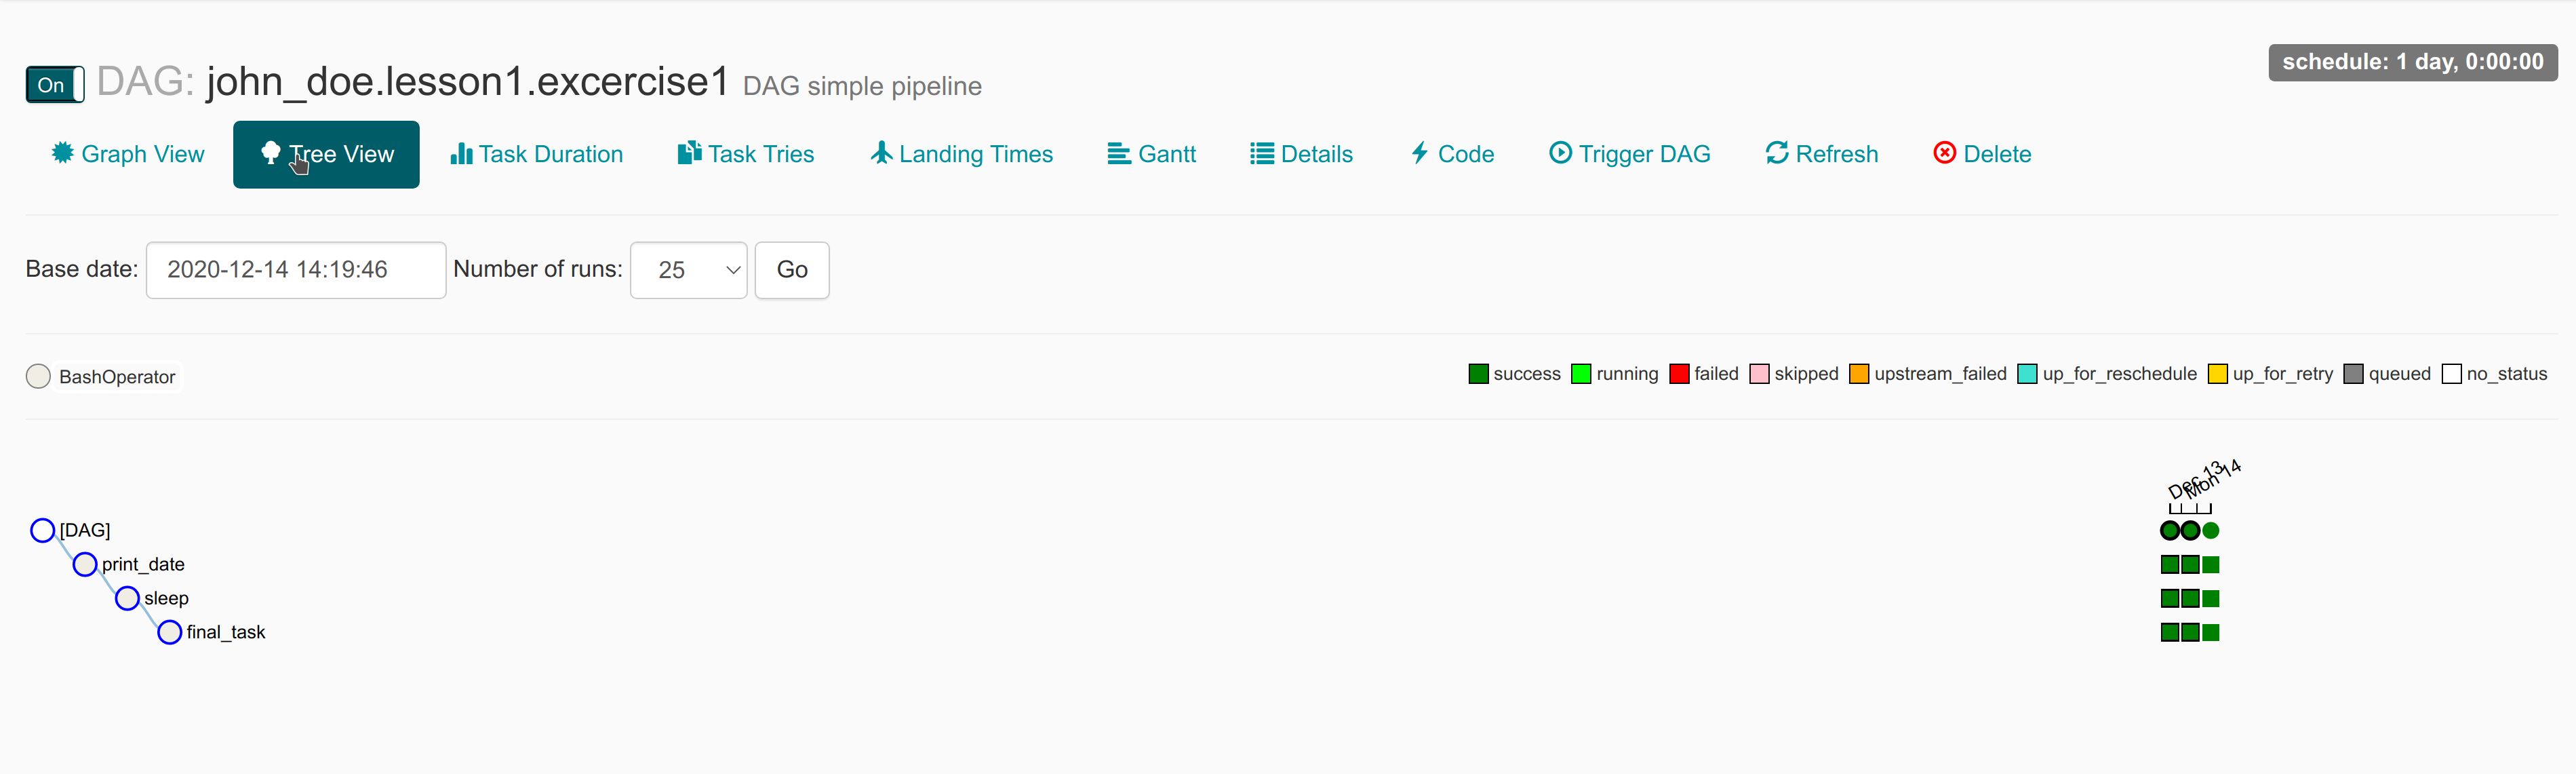 schedule: 1 day, 0:00:00
On DAG: john_doe.lesson1.excercise1 DAG simple pipeline
Graph View Tree View Task Duration Task Tries Landing Times Gantt Details Code Trigger DAG Refresh Delete
Base date: 2020-12-14 14:19:46 Number of runs: 25 Go
BashOperator success running failed skipped upstream_failed up_for_reschedule up_for_retry queued no_status
Dec 13
Mon 14
[DAG]
print_date
sleep
final_task